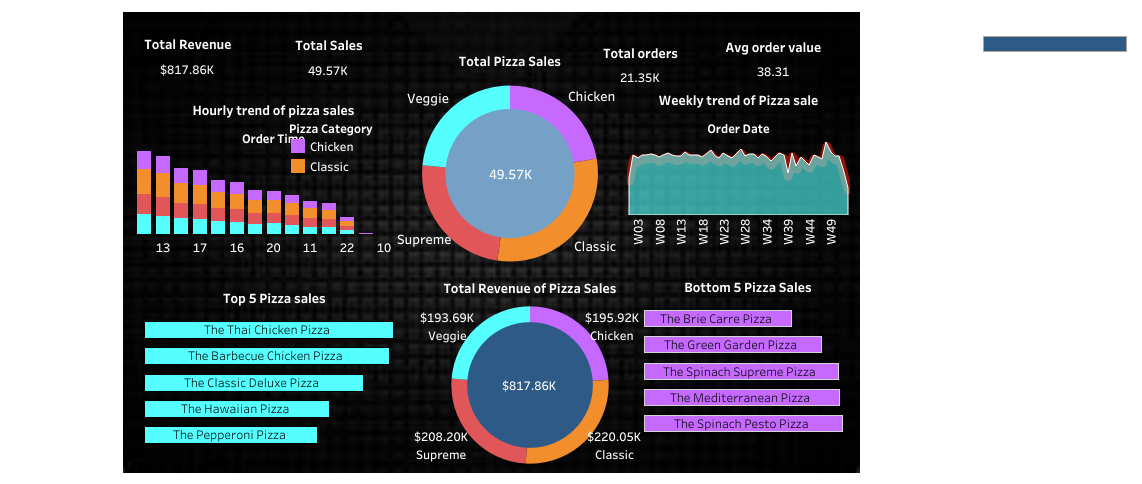 Total Revenue
$817.86K
Total Sales
49.57K
Total orders
21.35K
Avg order value
38.31
Hourly trend of pizza sales
Order Time
Pizza Category
Chicken
Classic
13 17 16 20 11 22 10
Total Pizza Sales
Veggie
Chicken
49.57K
Supreme
Classic
Weekly trend of Pizza sale
Order Date
W03 W08 W13 W18 W23 W28 W34 W39 W44 W49
Top 5 Pizza sales
The Thai Chicken Pizza
The Barbecue Chicken Pizza
The Classic Deluxe Pizza
The Hawaiian Pizza
The Pepperoni Pizza
Total Revenue of Pizza Sales
$193.69K
Veggie
$195.92K
Chicken
$817.86K
$208.20K
Supreme
$220.05K
Classic
Bottom 5 Pizza Sales
The Brie Carre Pizza
The Green Garden Pizza
The Spinach Supreme Pizza
The Mediterranean Pizza
The Spinach Pesto Pizza